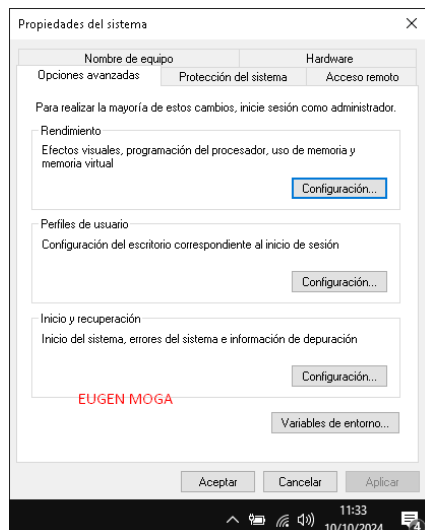 Propiedades del sistema
Nombre de equipo
Hardware
Opciones avanzadas
Protección del sistema
Acceso remoto
Para realizar la mayoría de estos cambios, inicie sesión como administrador.
Rendimiento
Efectos visuales, programación del procesador, uso de memoria y
memoria virtual
Configuración...
Perfiles de usuario
Configuración del escritorio correspondiente al inicio de sesión
Configuración...
Inicio y recuperación
Inicio del sistema, errores del sistema e información de depuración
Configuración...
EUGEN MOGA
Variables de entorno...
Aceptar
Cancelar
Aplicar
11:33
10/10/2024
4